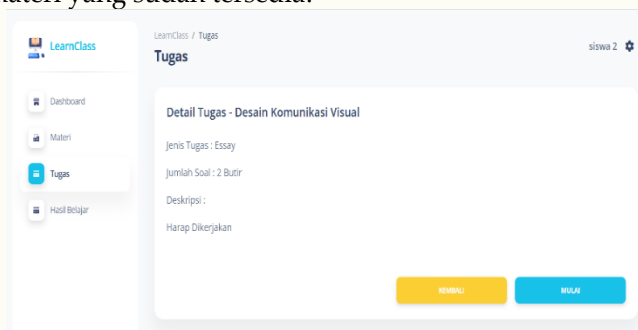 materi yang sudah tersedia.
LearnClass
LearnClass / Tugas
Tugas
siswa 2
Dashboard
Materi
Tugas
Hasil Belajar
Detail Tugas - Desain Komunikasi Visual
Jenis Tugas : Essay
Jumlah Soal : 2 Butir
Deskripsi :
Harap Dikerjakan
KEMBALI
MULAI